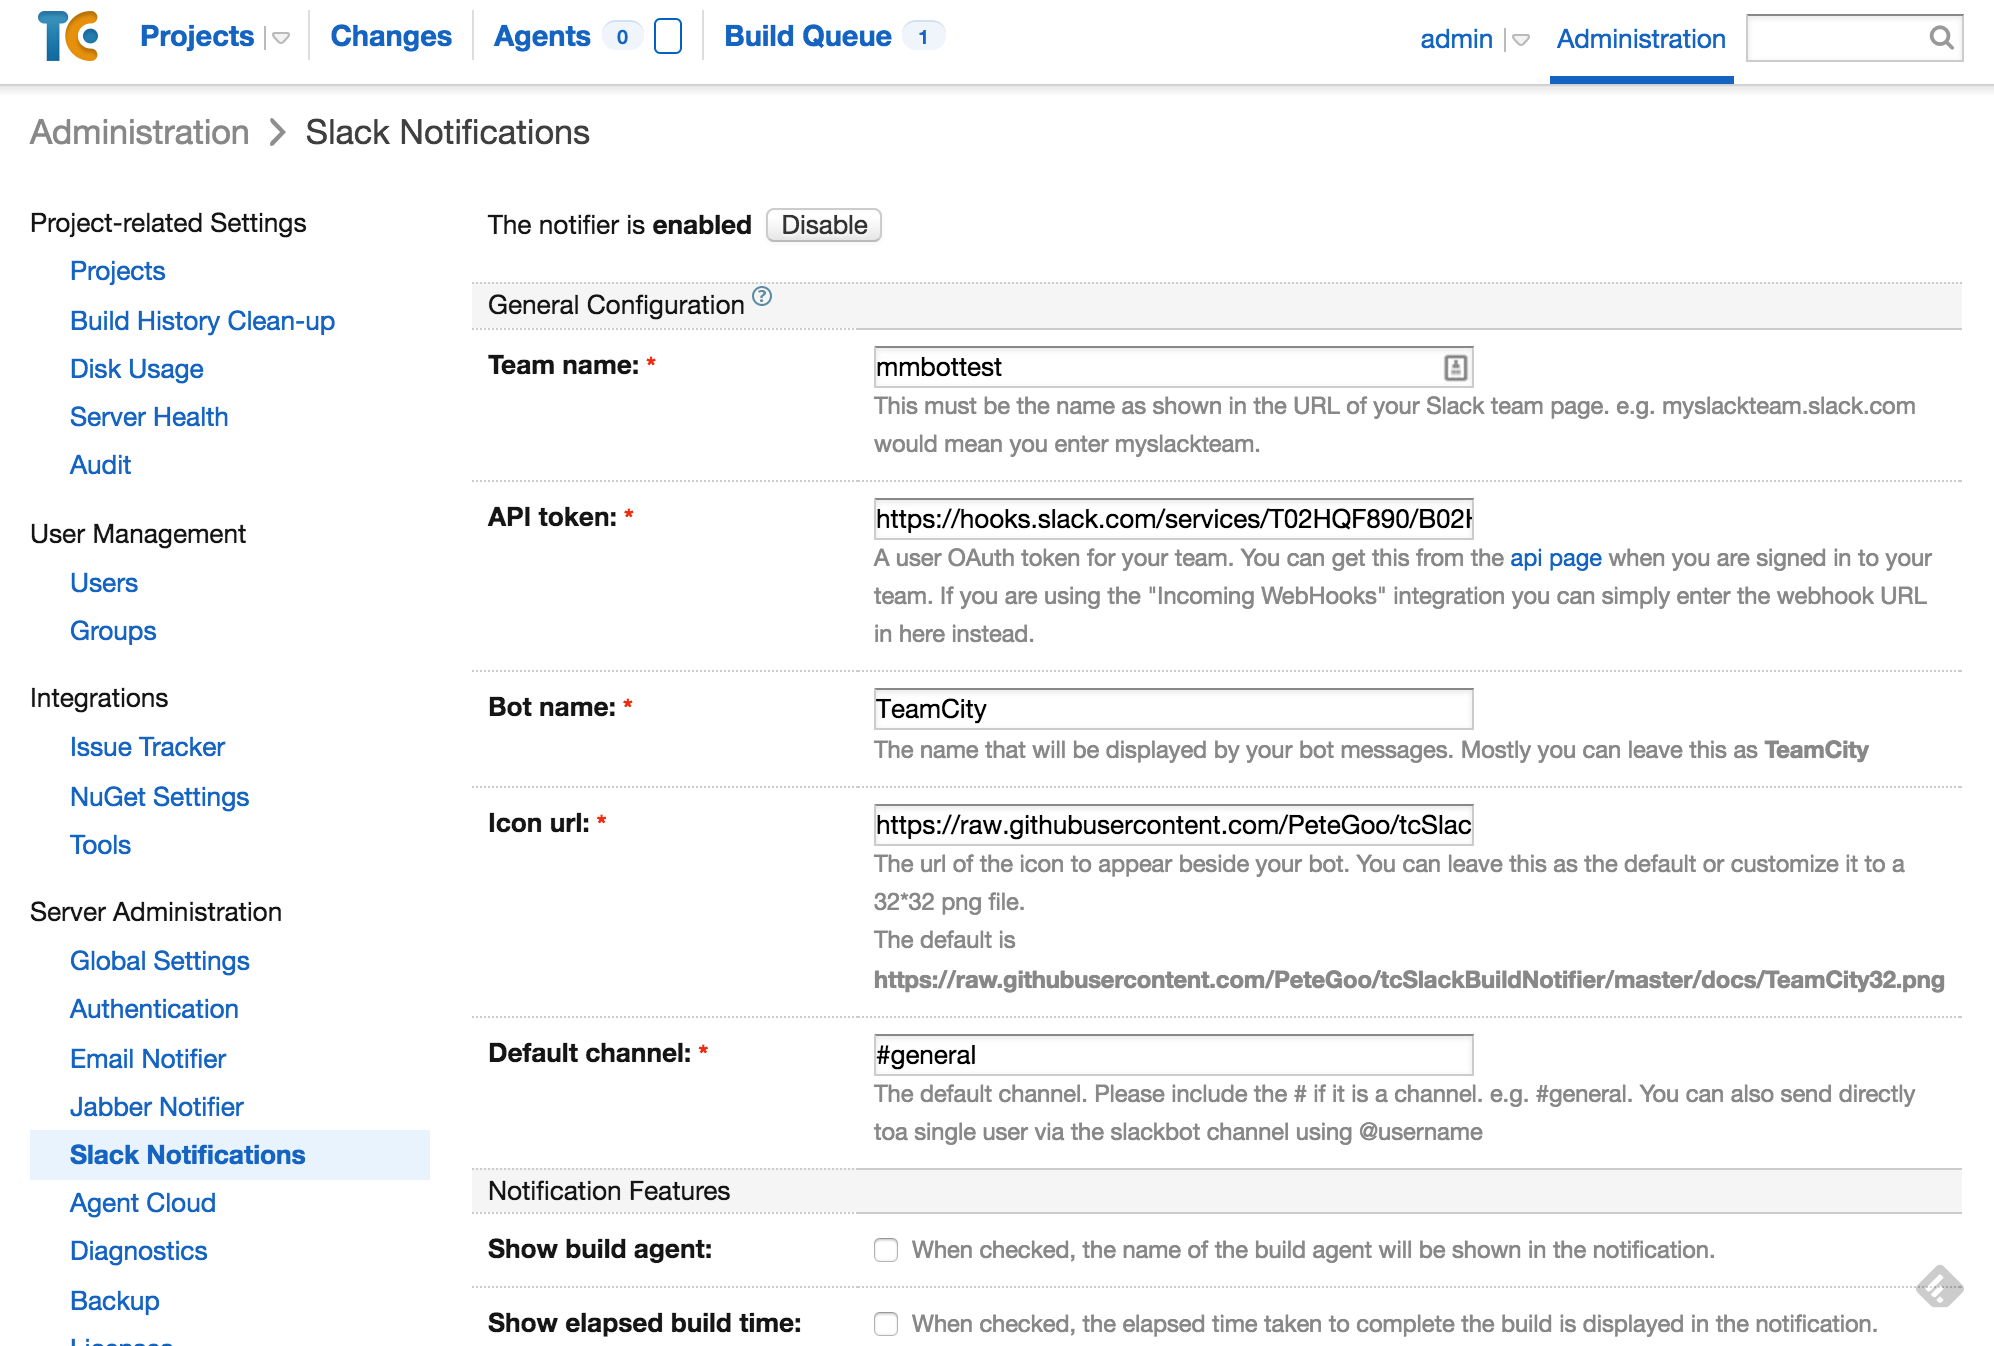 TC Projects Changes Agents 0 Build Queue 1 admin Administration
Administration > Slack Notifications
Project-related Settings
Projects
Build History Clean-up
Disk Usage
Server Health
Audit
User Management
Users
Groups
Integrations
Issue Tracker
NuGet Settings
Tools
Server Administration
Global Settings
Authentication
Email Notifier
Jabber Notifier
Slack Notifications
Agent Cloud
Diagnostics
Backup
The notifier is enabled Disable
General Configuration ?
Team name: * mmbottest
This must be the name as shown in the URL of your Slack team page. e.g. myslackteam.slack.com
would mean you enter myslackteam.
API token: * https://hooks.slack.com/services/T02HQF890/B02
A user OAuth token for your team. You can get this from the api page when you are signed in to your
team. If you are using the "Incoming WebHooks" integration you can simply enter the webhook URL
in here instead.
Bot name: * TeamCity
The name that will be displayed by your bot messages. Mostly you can leave this as TeamCity
Icon url: * https://raw.githubusercontent.com/PeteGoo/tcSlac
The url of the icon to appear beside your bot. You can leave this as the default or customize it to a
32*32 png file.
The default is
https://raw.githubusercontent.com/PeteGoo/tcSlackBuildNotifier/master/docs/TeamCity32.png
Default channel: * #general
The default channel. Please include the # if it is a channel. e.g. #general. You can also send directly
toa single user via the slackbot channel using @username
Notification Features
Show build agent: When checked, the name of the build agent will be shown in the notification.
Show elapsed build time: When checked, the elapsed time taken to complete the build is displayed in the notification.